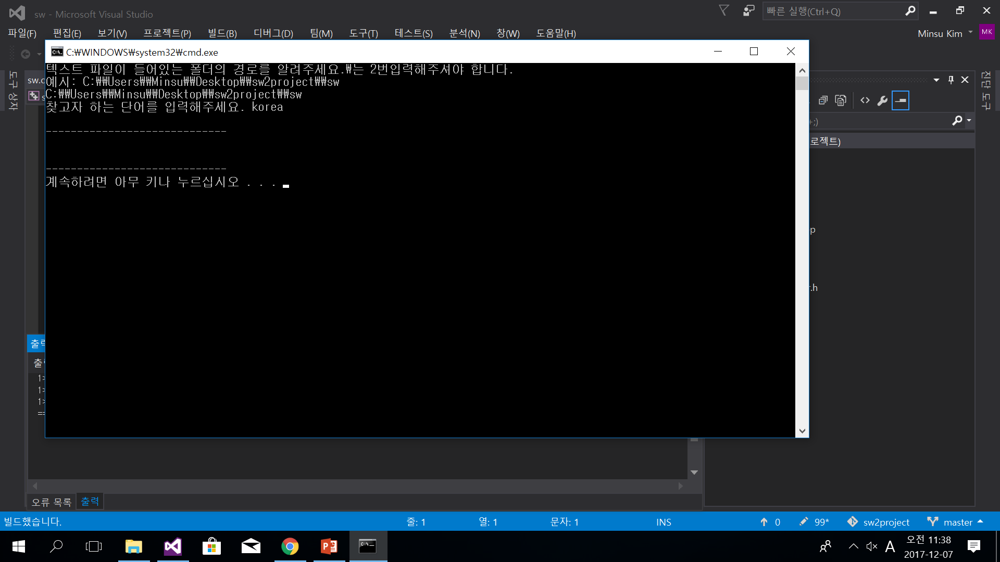 sw - Microsoft Visual Studio
빠른 실행(Ctrl+Q)
파일(F) 편집(E) 보기(V) 프로젝트(P) 빌드(B) 디버그(D) 팀(M) 도구(T) 테스트(S) 분석(N) 창(W) 도움말(H)
Minsu Kim MK
C:₩WINDOWS₩system32₩cmd.exe
텍스트 파일이 들어있는 폴더의 경로를 알려주세요.₩는 2번입력해주셔야 합니다.
예시: C:₩₩Users₩₩Minsu₩₩Desktop₩₩sw2project₩₩sw
C:₩₩Users₩₩Minsu₩₩Desktop₩₩sw2project₩₩sw
찾고자 하는 단어를 입력해주세요. korea
-----------------------------
-----------------------------
계속하려면 아무 키나 누르십시오 . . .
도구 상자
sw.c
진단 도구
+;)
로젝트)
p
.h
1>
1>
1>
==
오류 목록 출력
빌드했습니다.
줄: 1 열: 1 문자: 1 INS
0 99* sw2project master
A
오전 11:38
2017-12-07